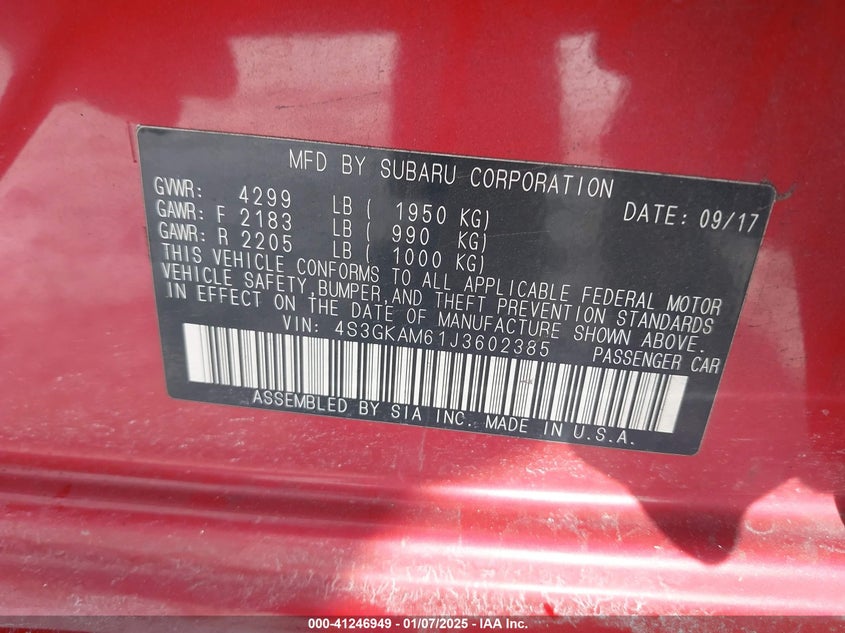 MFD BY SUBARU CORPORATION
GVWR: 4299 LB ( 1950 KG) DATE: 09/17
GAWR: F 2183 LB ( 990 KG)
GAWR: R 2205 LB ( 1000 KG)
THIS VEHICLE CONFORMS TO ALL APPLICABLE FEDERAL MOTOR
VEHICLE SAFETY,BUMPER,AND THEFT PREVENTION STANDARDS
IN EFFECT ON THE DATE OF MANUFACTURE SHOWN ABOVE.
VIN: 4S3GKAM61J3602385 PASSENGER CAR
ASSEMBLED BY SIA INC. MADE IN U.S.A.
000-41246949 - 01/07/2025 - IAA Inc.